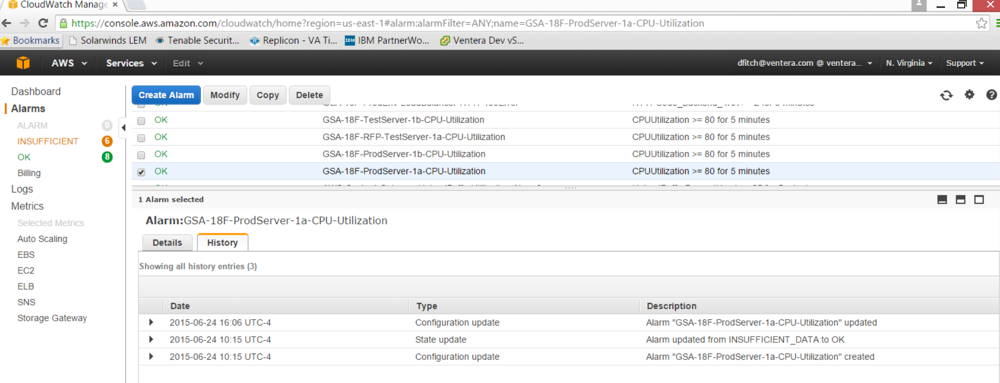 CloudWatch Manage
https://console.aws.amazon.com/cloudwatch/home?region=us-east-1#alarm:alarmFilter=ANY;name=GSA-18F-ProdServer-1a-CPU-Utilization
Bookmarks Solarwinds LEM Tenable Securit... Replicon - VA Ti... IBM IBM PartnerWo... Ventera Dev vS...
AWS Services Edit dfitch@ventera.com @ ventera... N. Virginia Support
Dashboard
Alarms
ALARM 0
INSUFFICIENT 6
OK 8
Billing
Logs
Metrics
Selected Metrics
Auto Scaling
EBS
EC2
ELB
SNS
Storage Gateway
Create Alarm Modify Copy Delete
OK GSA-18F-TestServer-1b-CPU-Utilization CPUUtilization >= 80 for 5 minutes
OK GSA-18F-RFP-TestServer-1a-CPU-Utilization CPUUtilization >= 80 for 5 minutes
OK GSA-18F-ProdServer-1b-CPU-Utilization CPUUtilization >= 80 for 5 minutes
OK GSA-18F-ProdServer-1a-CPU-Utilization CPUUtilization >= 80 for 5 minutes
1 Alarm selected
Alarm:GSA-18F-ProdServer-1a-CPU-Utilization
Details History
Showing all history entries (3)
Date Type Description
2015-06-24 16:06 UTC-4 Configuration update Alarm "GSA-18F-ProdServer-1a-CPU-Utilization" updated
2015-06-24 10:15 UTC-4 State update Alarm updated from INSUFFICIENT_DATA to OK
2015-06-24 10:15 UTC-4 Configuration update Alarm "GSA-18F-ProdServer-1a-CPU-Utilization" created